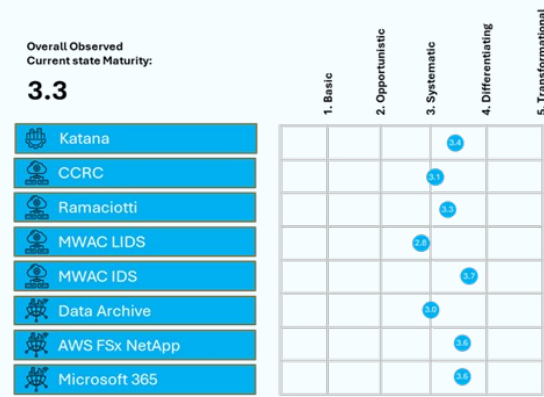 Overall Observed
Current state Maturity:
3.3
1. Basic
2. Opportunistic
3. Systematic
4. Differentiating
5. Transformational
Katana
3.4
CCRC
3.1
Ramaciotti
3.3
MWAC LIDS
2.8
MWAC IDS
3.7
Data Archive
3.0
AWS FSx NetApp
3.6
Microsoft 365
3.6